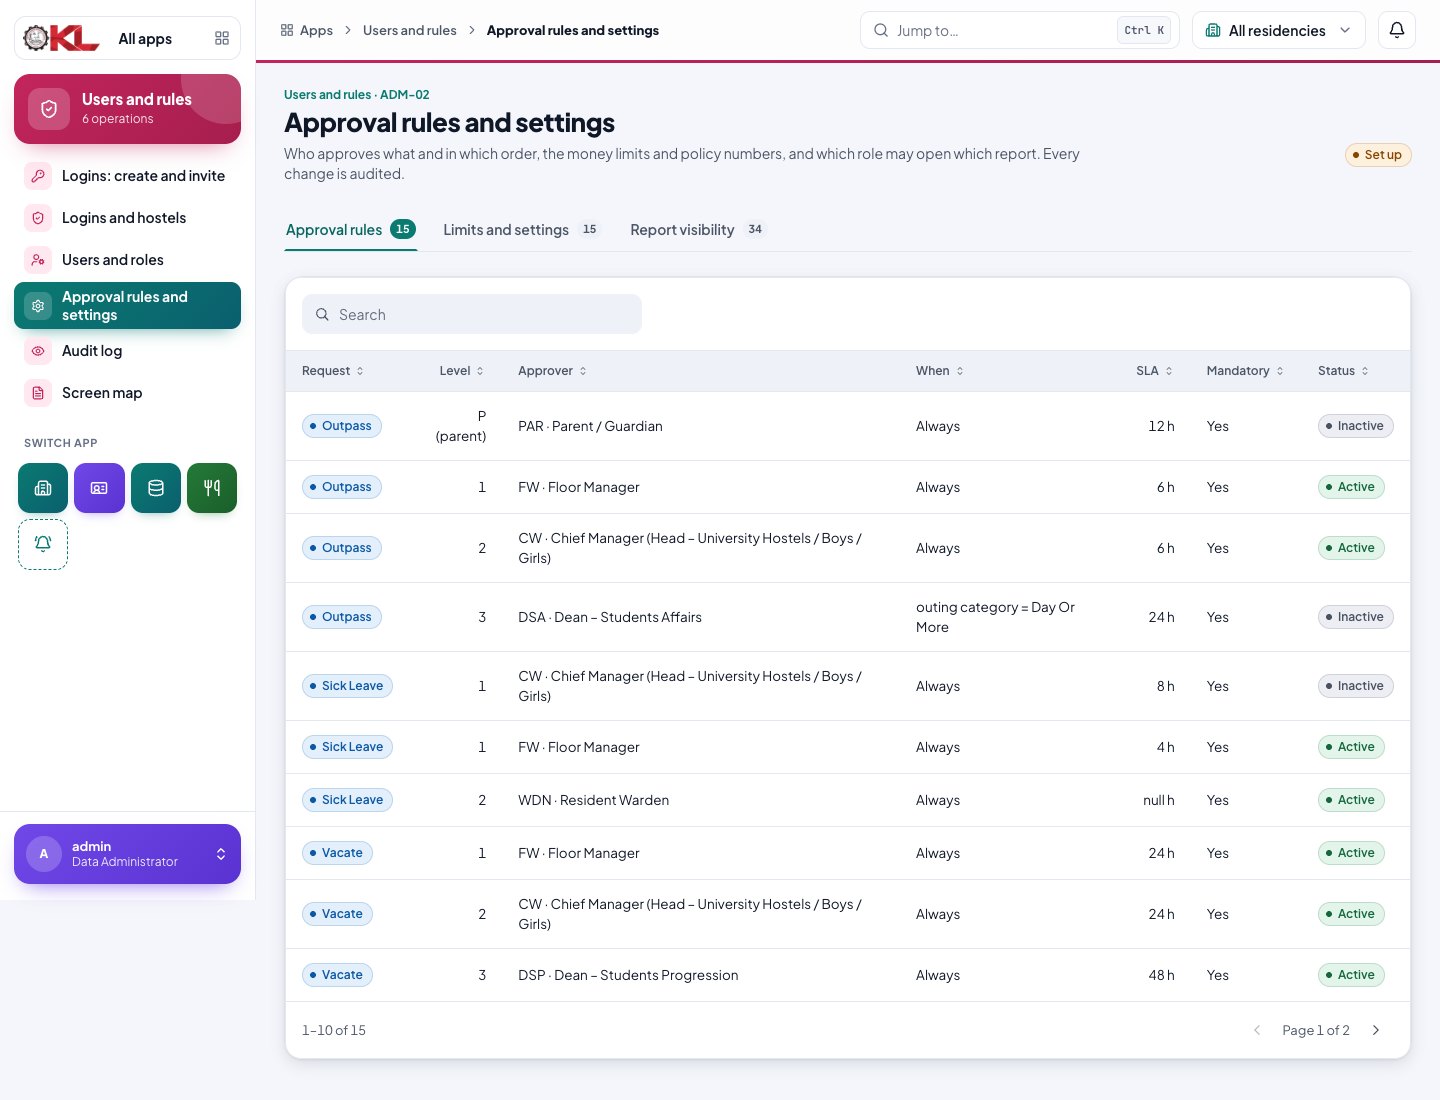 KL
All apps
Users and rules
6 operations
Logins: create and invite
Logins and hostels
Users and roles
Approval rules and
settings
Audit log
Screen map
SWITCH APP
A
admin
Data Administrator
Apps
Users and rules
Approval rules and settings
Jump to...
Ctrl K
All residencies
Users and rules · ADM-02
Approval rules and settings
Who approves what and in which order, the money limits and policy numbers, and which role may open which report. Every
change is audited.
Set up
Approval rules 15
Limits and settings 15
Report visibility 34
Search
Request Level Approver When SLA Mandatory Status
Outpass P (parent) PAR · Parent / Guardian Always 12 h Yes Inactive
Outpass 1 FW · Floor Manager Always 6 h Yes Active
Outpass 2 CW · Chief Manager (Head – University Hostels / Boys / Girls) Always 6 h Yes Active
Outpass 3 DSA · Dean – Students Affairs outing category = Day Or More 24 h Yes Inactive
Sick Leave 1 CW · Chief Manager (Head – University Hostels / Boys / Girls) Always 8 h Yes Inactive
Sick Leave 1 FW · Floor Manager Always 4 h Yes Active
Sick Leave 2 WDN · Resident Warden Always null h Yes Active
Vacate 1 FW · Floor Manager Always 24 h Yes Active
Vacate 2 CW · Chief Manager (Head – University Hostels / Boys / Girls) Always 24 h Yes Active
Vacate 3 DSP · Dean – Students Progression Always 48 h Yes Active
1–10 of 15
Page 1 of 2